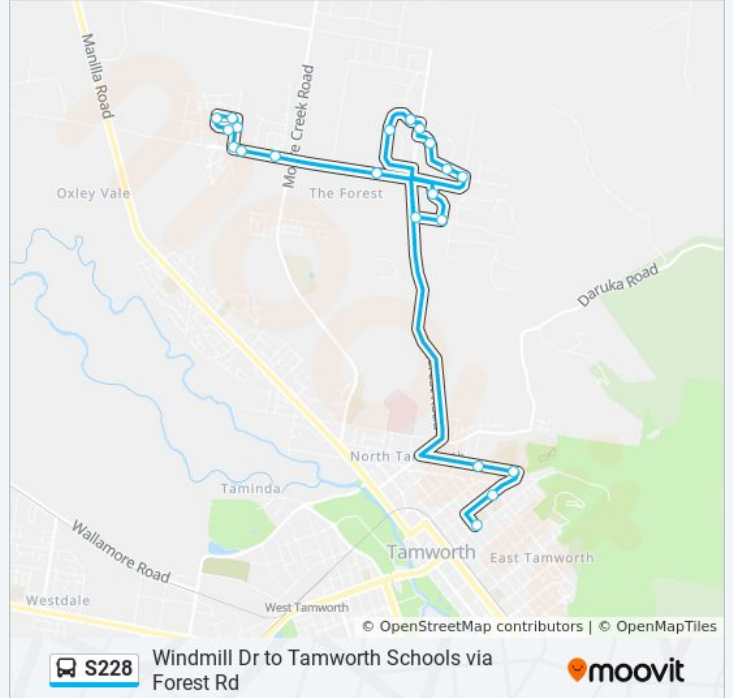 Manilla Road
Moore Creek Road
Oxley Vale
The Forest
Daruka Road
North Tamworth
Taminda
Wallamore Road
Tamworth
East Tamworth
Westdale
West Tamworth
© OpenStreetMap contributors | © OpenMapTiles
S228
Windmill Dr to Tamworth Schools via
Forest Rd
moovit